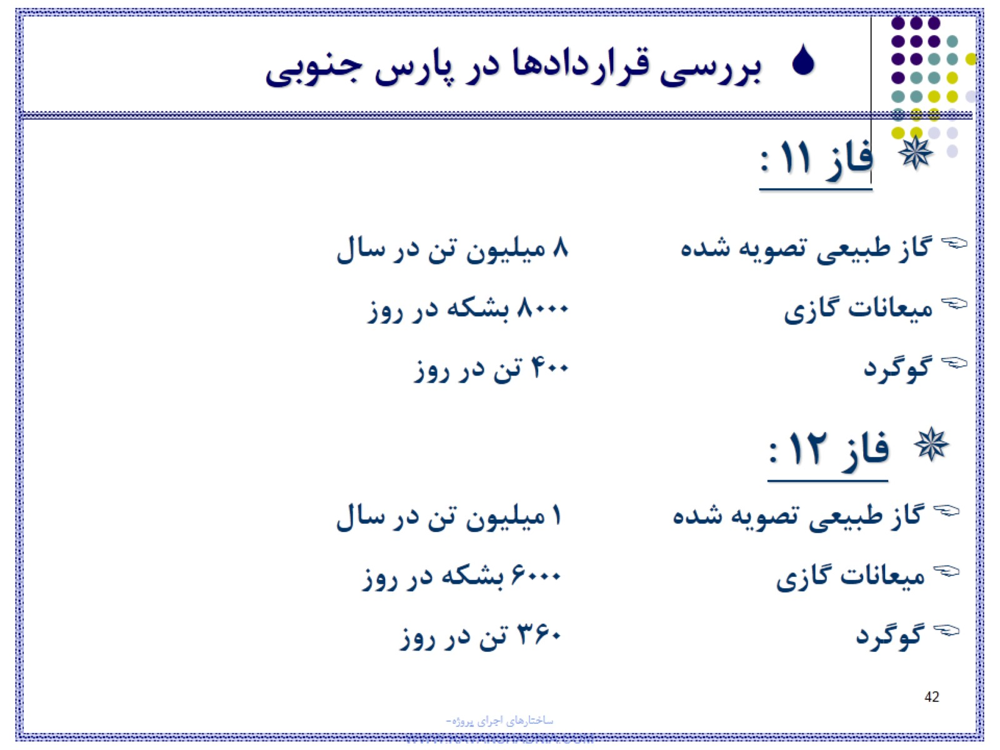 بررسی قراردادها در پارس جنوبی
فاز ۱۱ :
گاز طبیعی تصویه شده ۸ میلیون تن در سال
میعانات گازی ۸۰۰۰ بشکه در روز
گوگرد ۴۰۰ تن در روز
فاز ۱۲ :
گاز طبیعی تصویه شده ۱ میلیون تن در سال
میعانات گازی ۶۰۰۰ بشکه در روز
گوگرد ۳۶۰ تن در روز
42
ساختارهای اجرای پروژه-